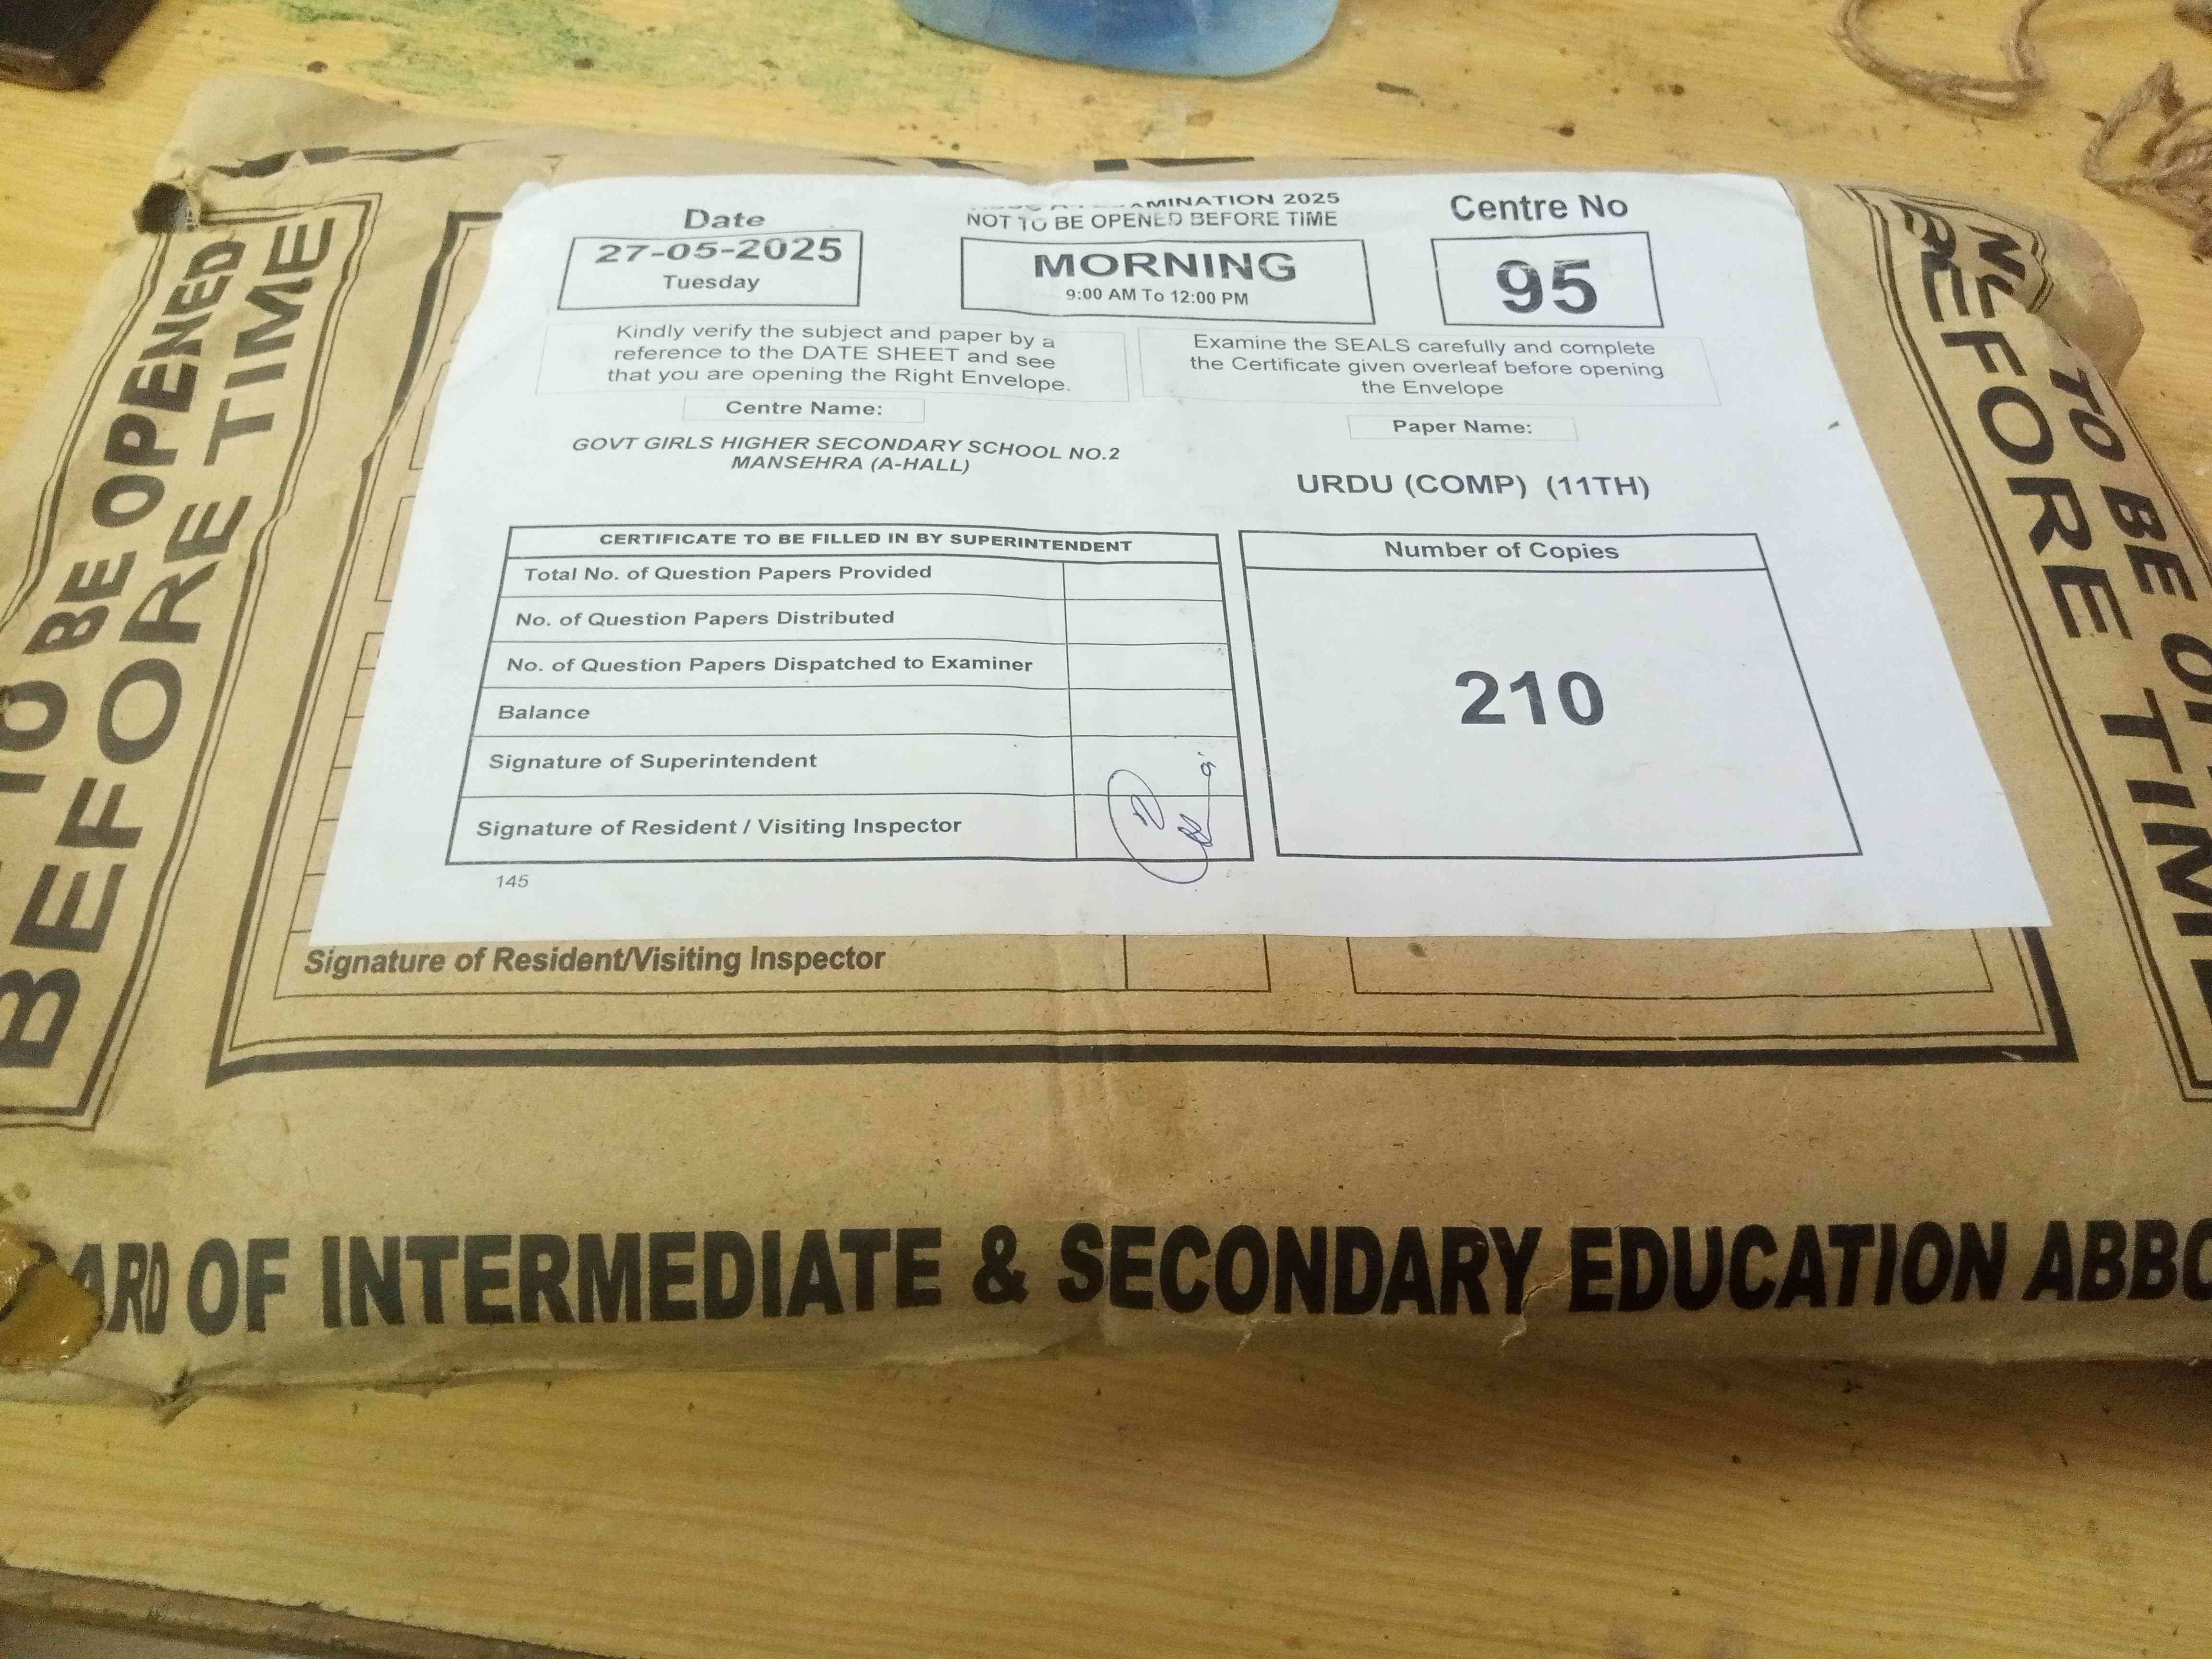 Date
27-05-2025
Tuesday
EXAMINATION 2025
NOT TO BE OPENED BEFORE TIME
MORNING
9:00 AM To 12:00 PM
Centre No
95
Kindly verify the subject and paper by a
reference to the DATE SHEET and see
that you are opening the Right Envelope.
Examine the SEALS carefully and complete
the Certificate given overleaf before opening
the Envelope
Centre Name:
GOVT GIRLS HIGHER SECONDARY SCHOOL NO.2
MANSEHRA (A-HALL)
Paper Name:
URDU (COMP) (11TH)
CERTIFICATE TO BE FILLED IN BY SUPERINTENDENT
Total No. of Question Papers Provided
No. of Question Papers Distributed
No. of Question Papers Dispatched to Examiner
Balance
Signature of Superintendent
Signature of Resident / Visiting Inspector
Number of Copies
210
145
Signature of Resident/Visiting Inspector
TO BE OPENED
BEFORE TIME
TO BE OP
BEFORE TIME
ARD OF INTERMEDIATE & SECONDARY EDUCATION ABBO